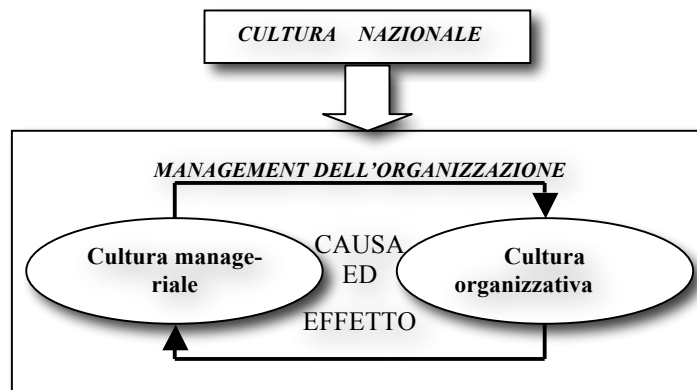 CULTURA NAZIONALE
MANAGEMENT DELL’ORGANIZZAZIONE
Cultura manage-
riale
CAUSA
ED
EFFETTO
Cultura
organizzativa